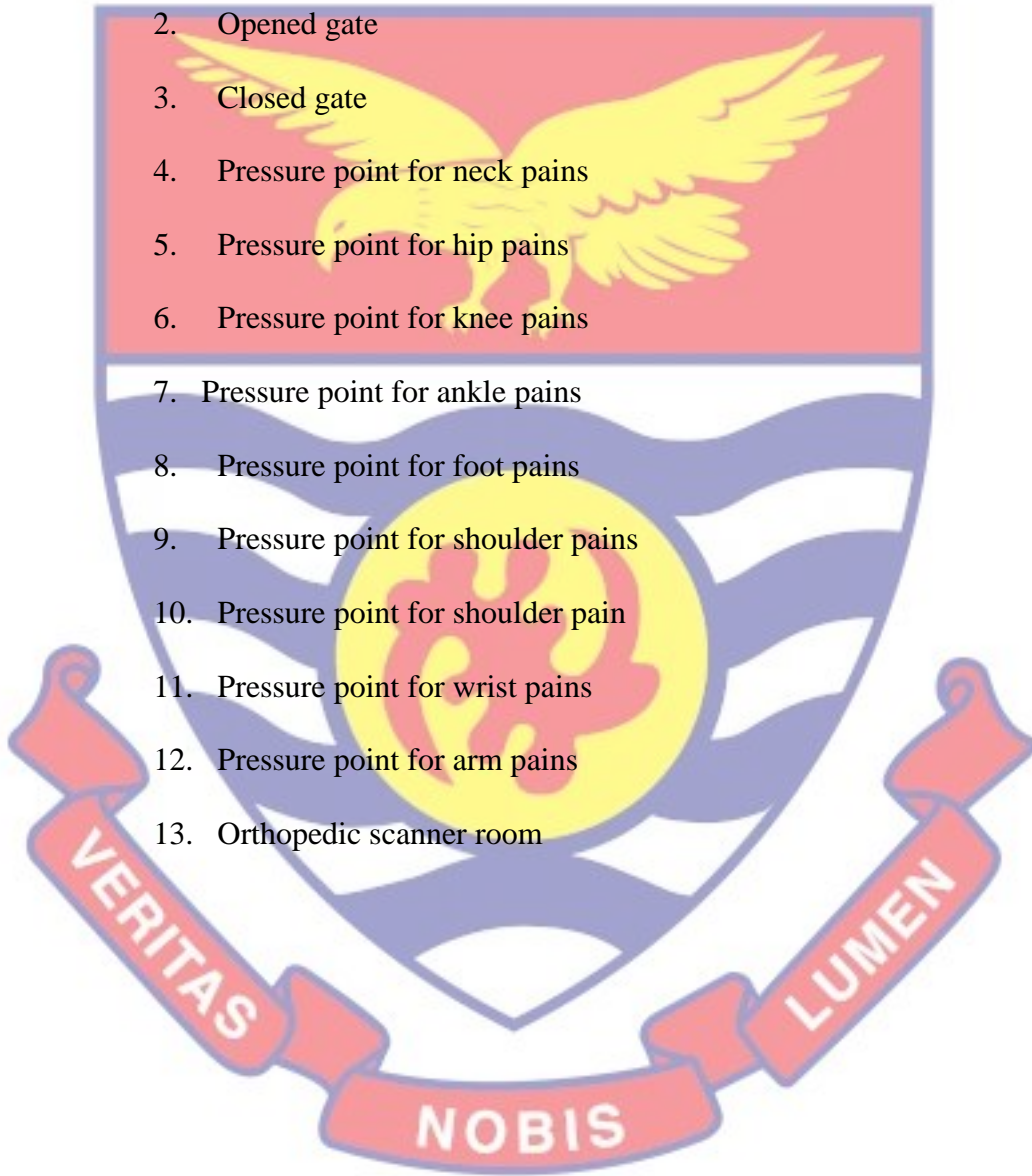 2. Opened gate
3. Closed gate
4. Pressure point for neck pains
5. Pressure point for hip pains
6. Pressure point for knee pains
7. Pressure point for ankle pains
8. Pressure point for foot pains
9. Pressure point for shoulder pains
10. Pressure point for shoulder pain
11. Pressure point for wrist pains
12. Pressure point for arm pains
13. Orthopedic scanner room
VERITAS
NOBIS
LUMEN